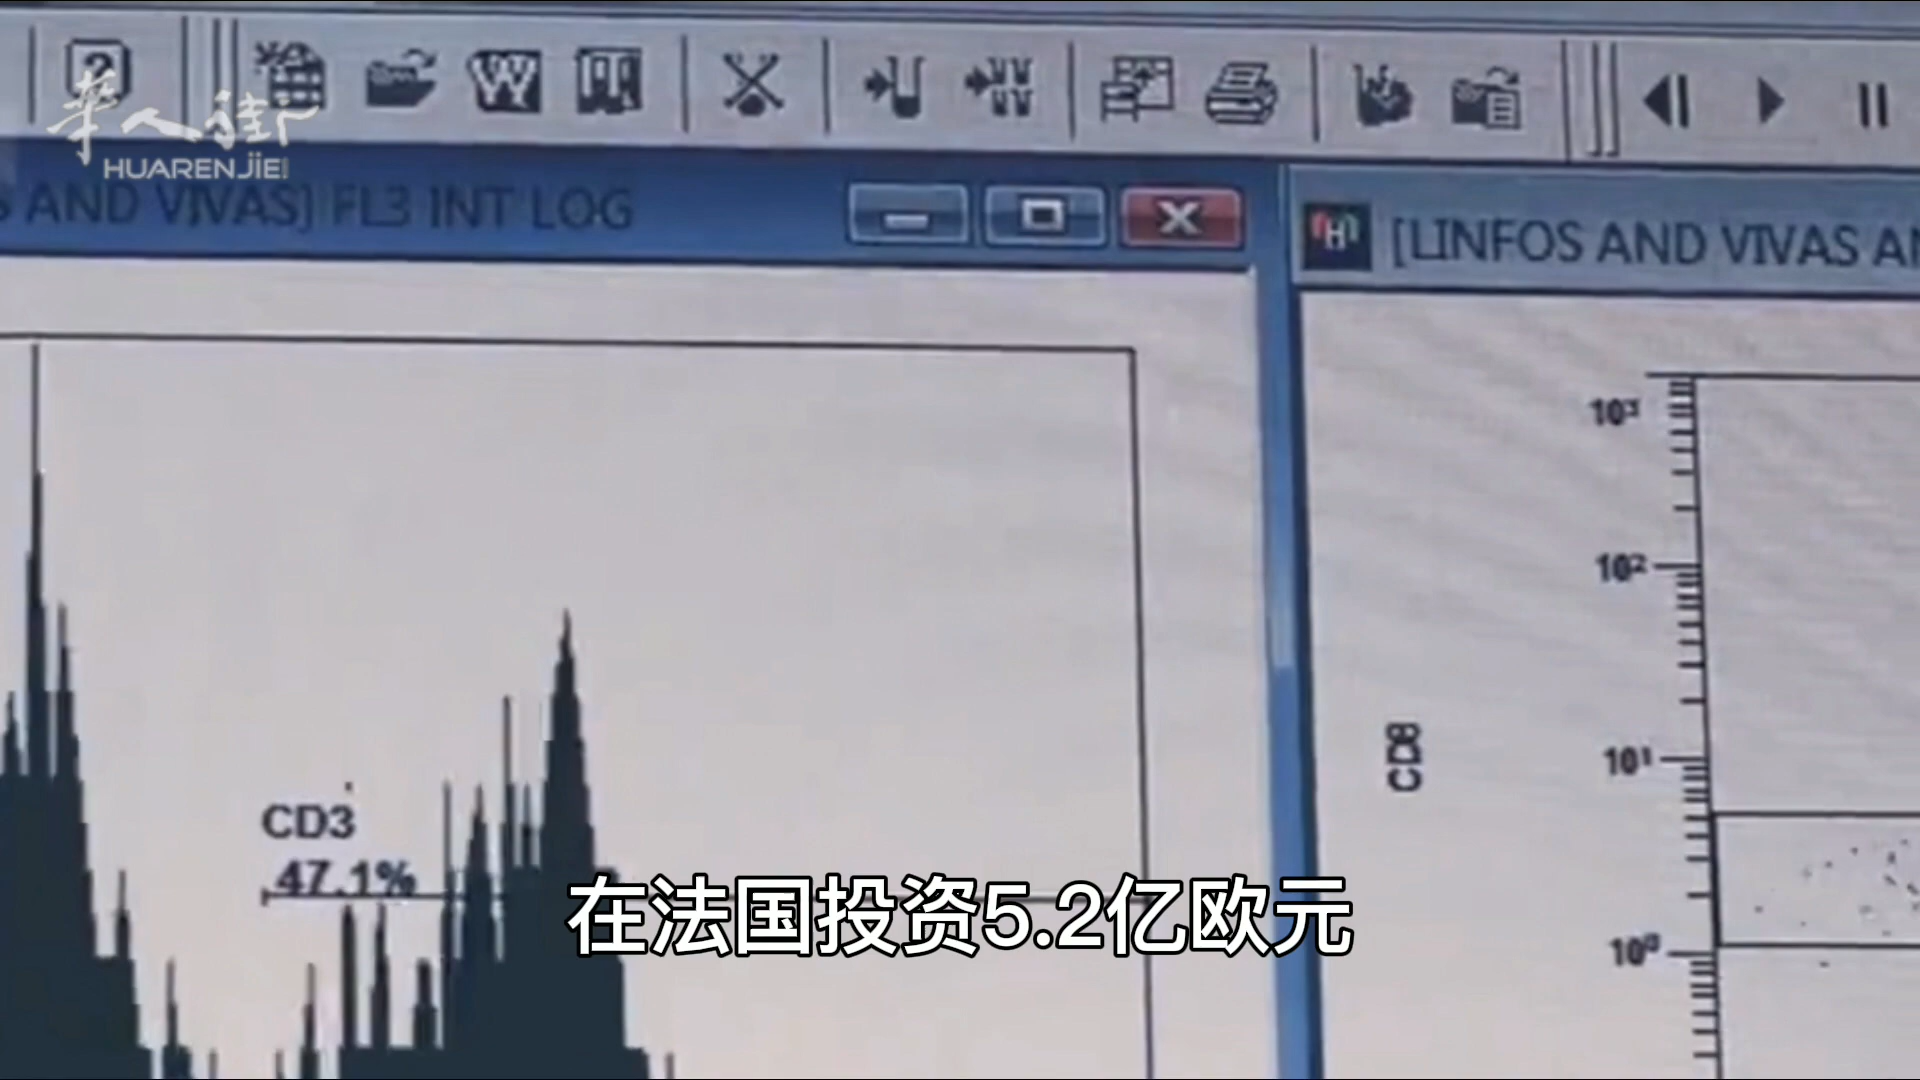 華人街
HUARENJIE
AND VIVAS] FL3 INT LOG
[LINFOS AND VIVAS AN
10³
10²
CD8
10¹
CD3
47.1%
在法国投资5.2亿欧元
10⁰